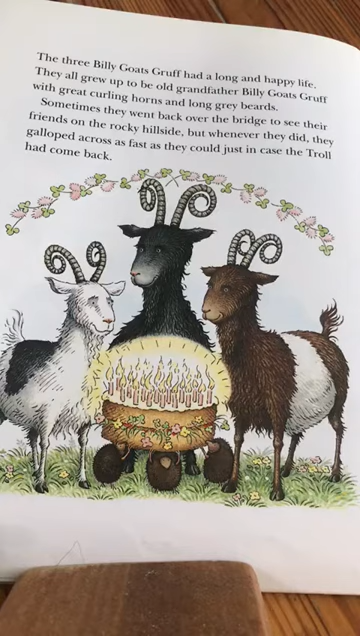 The three Billy Goats Gruff had a long and happy life.
They all grew up to be old grandfather Billy Goats Gruff
with great curling horns and long grey beards.
Sometimes they went back over the bridge to see their
friends on the rocky hillside, but whenever they did, they
galloped across as fast as they could just in case the Troll
had come back.